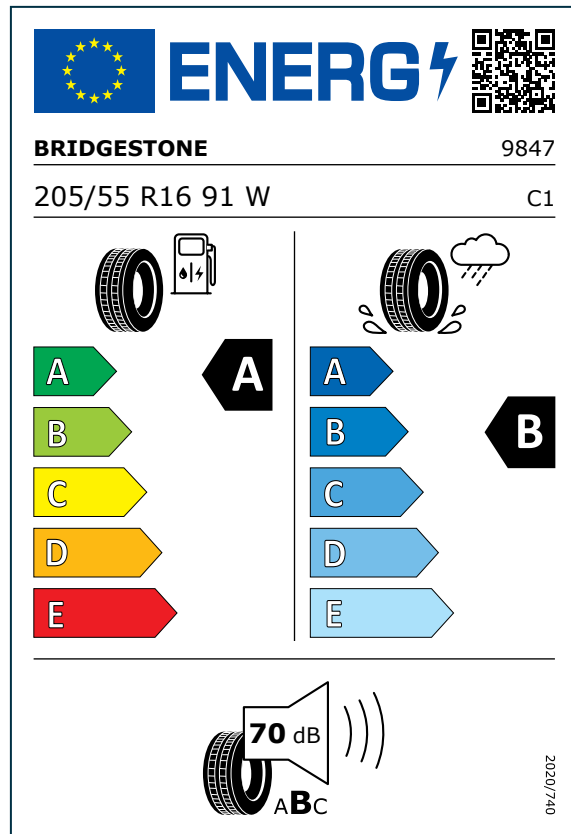 ENERG
BRIDGESTONE 9847
205/55 R16 91 W C1
A A A
B B B
C C
D D
E E
70 dB
ABC
2020/740